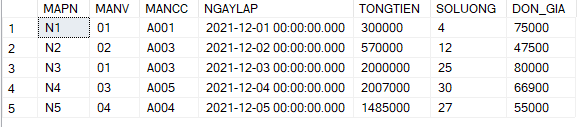 MAPN MANV MANCC NGAYLAP TONGTIEN SOLUONG DON_GIA
1 N1 01 A001 2021-12-01 00:00:00.000 300000 4 75000
2 N2 02 A003 2021-12-02 00:00:00.000 570000 12 47500
3 N3 01 A003 2021-12-03 00:00:00.000 2000000 25 80000
4 N4 03 A005 2021-12-04 00:00:00.000 2007000 30 66900
5 N5 04 A004 2021-12-05 00:00:00.000 1485000 27 55000